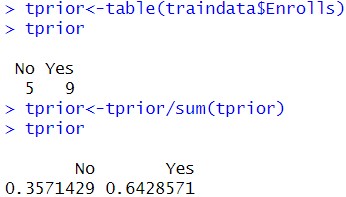 > tprior<-table(traindata$Enrolls)
> tprior
No Yes
5 9
> tprior<-tprior/sum(tprior)
> tprior
No Yes
0.3571429 0.6428571